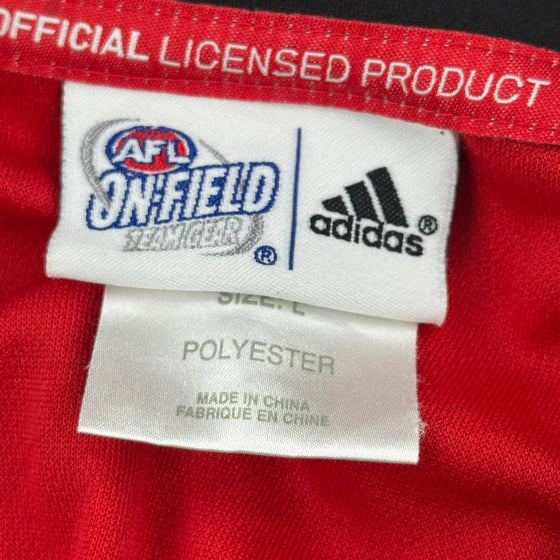 OFFICIAL LICENSED PRODUCT
AFL
ON·FIELD
TEAM GEAR
®
adidas®
SIZE: L
POLYESTER
MADE IN CHINA
FABRIQUE EN CHINE